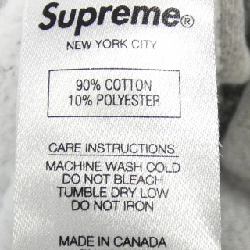 Supreme®
NEW YORK CITY
90% COTTON
10% POLYESTER
CARE INSTRUCTIONS
MACHINE WASH COLD
DO NOT BLEACH
TUMBLE DRY LOW
DO NOT IRON
MADE IN CANADA